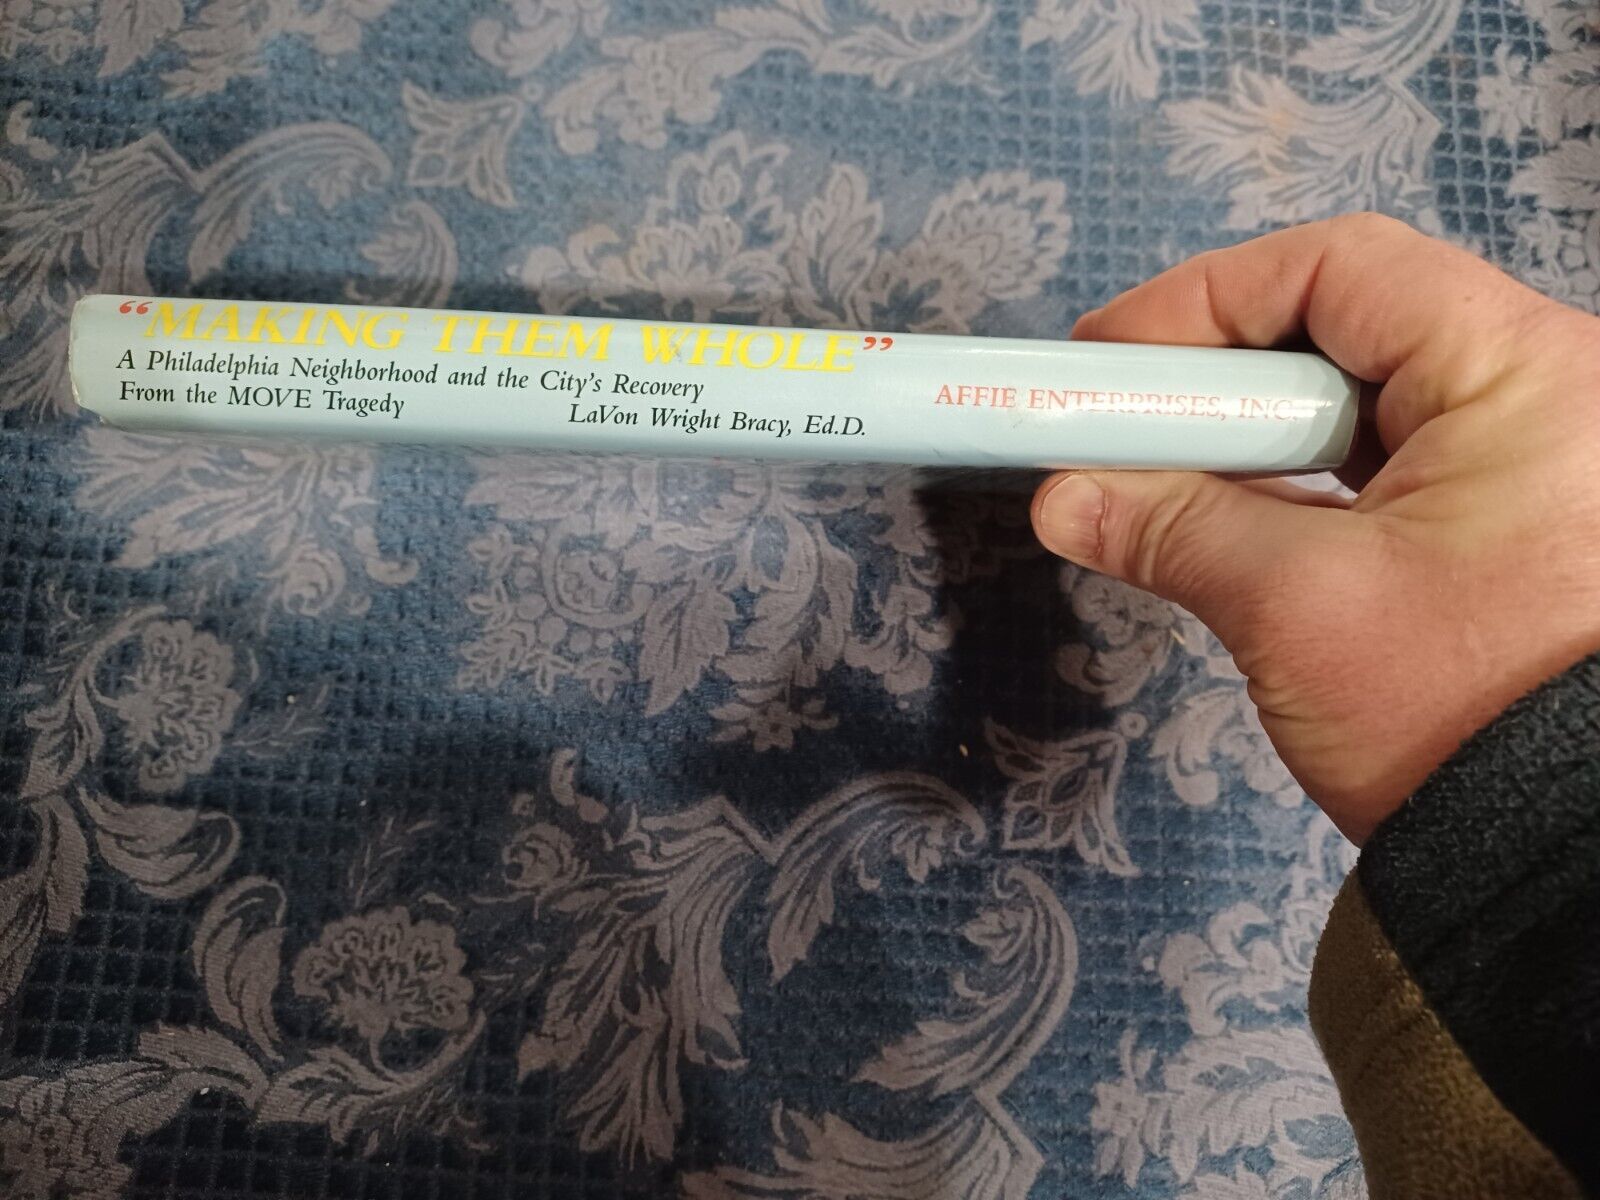 “MAKING THEM WHOLE”
A Philadelphia Neighborhood and the City’s Recovery
From the MOVE Tragedy
LaVon Wright Bracy, Ed.D.
AFFIE ENTERPRISES, INC.